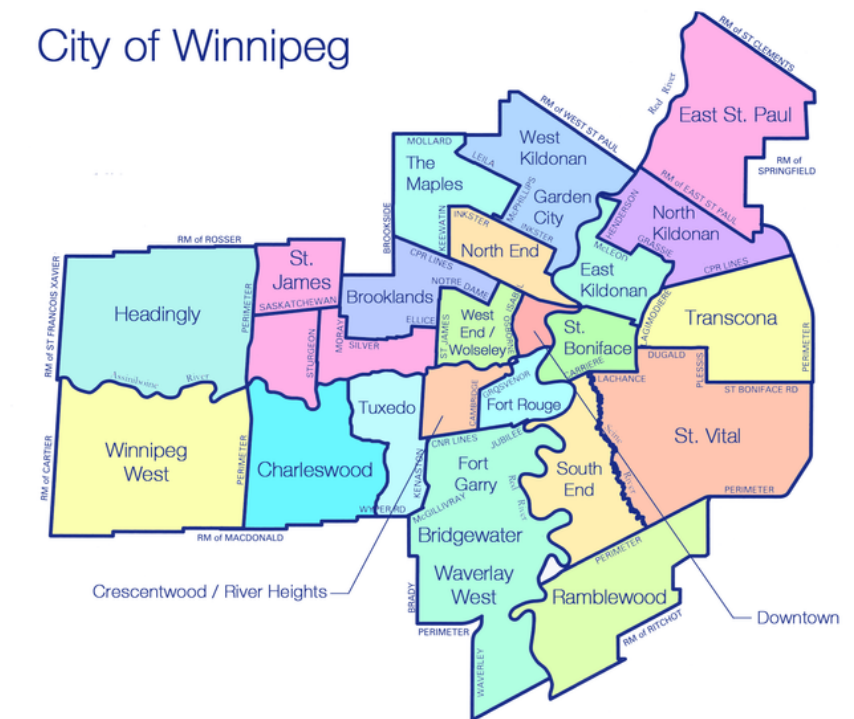 City of Winnipeg
RM of ST CLEMENTS
Red River
East St. Paul
RM of WEST ST PAUL
West
Kildonan
MOLLARD
LEILA
The
Maples
RM of
SPRINGFIELD
RM of EAST ST. PAUL
McPHILLIPS
Garden
City
HENDERSON
North
Kildonan
BROOKSIDE
KEEWATIN
INKSTER
INKSTER
GRASSIE
RM of ROSSER
North End
McLEOD
CPR LINES
CPR LINES
RM of ST FRANCOIS XAVIER
St.
James
East
Kildonan
NOTRE DAME
ISABEL
Brooklands
PERIMETER
SASKATCHEWAN
LAGIMODIERE
Headingly
West
End /
Wolseley
OSBORNE
Transcona
ELLICE
ST JAMES
St.
Boniface
PERIMETER
STURGEON
MORAY
SILVER
DUGALD
PLESSIS
CARRIERE
LACHANCE
Assiniboine River
GROSVENOR
CAMBRIDGE
ST BONIFACE RD
Tuxedo
Fort Rouge
St. Vital
CNR LINES
JUBILEE
Seine River
RM of CARTIER
Winnipeg
West
PERIMETER
Charleswood
KENASTON
Fort
Garry
Red River
South
End
PERIMETER
WYPER RD
McGILLIVRAY
RM of MACDONALD
Bridgewater
PERIMETER
Waverlay
West
Crescentwood / River Heights
BRADY
Ramblewood
Downtown
PERIMETER
RM of RITCHOT
WAVERLEY